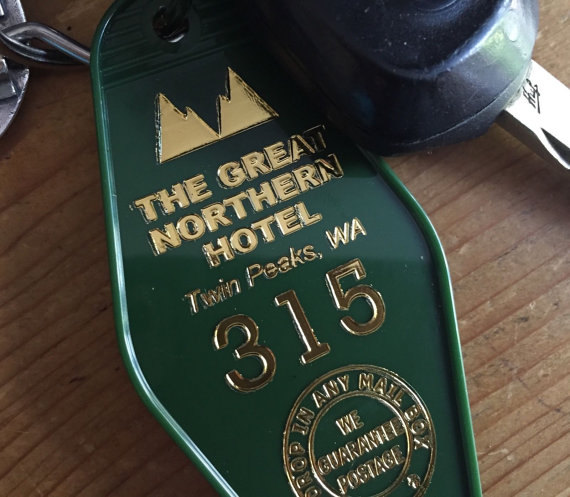 THE GREAT
NORTHERN
HOTEL
Twin Peaks, WA
315
DROP IN ANY MAIL BOX
WE
GUARANTEE
POSTAGE